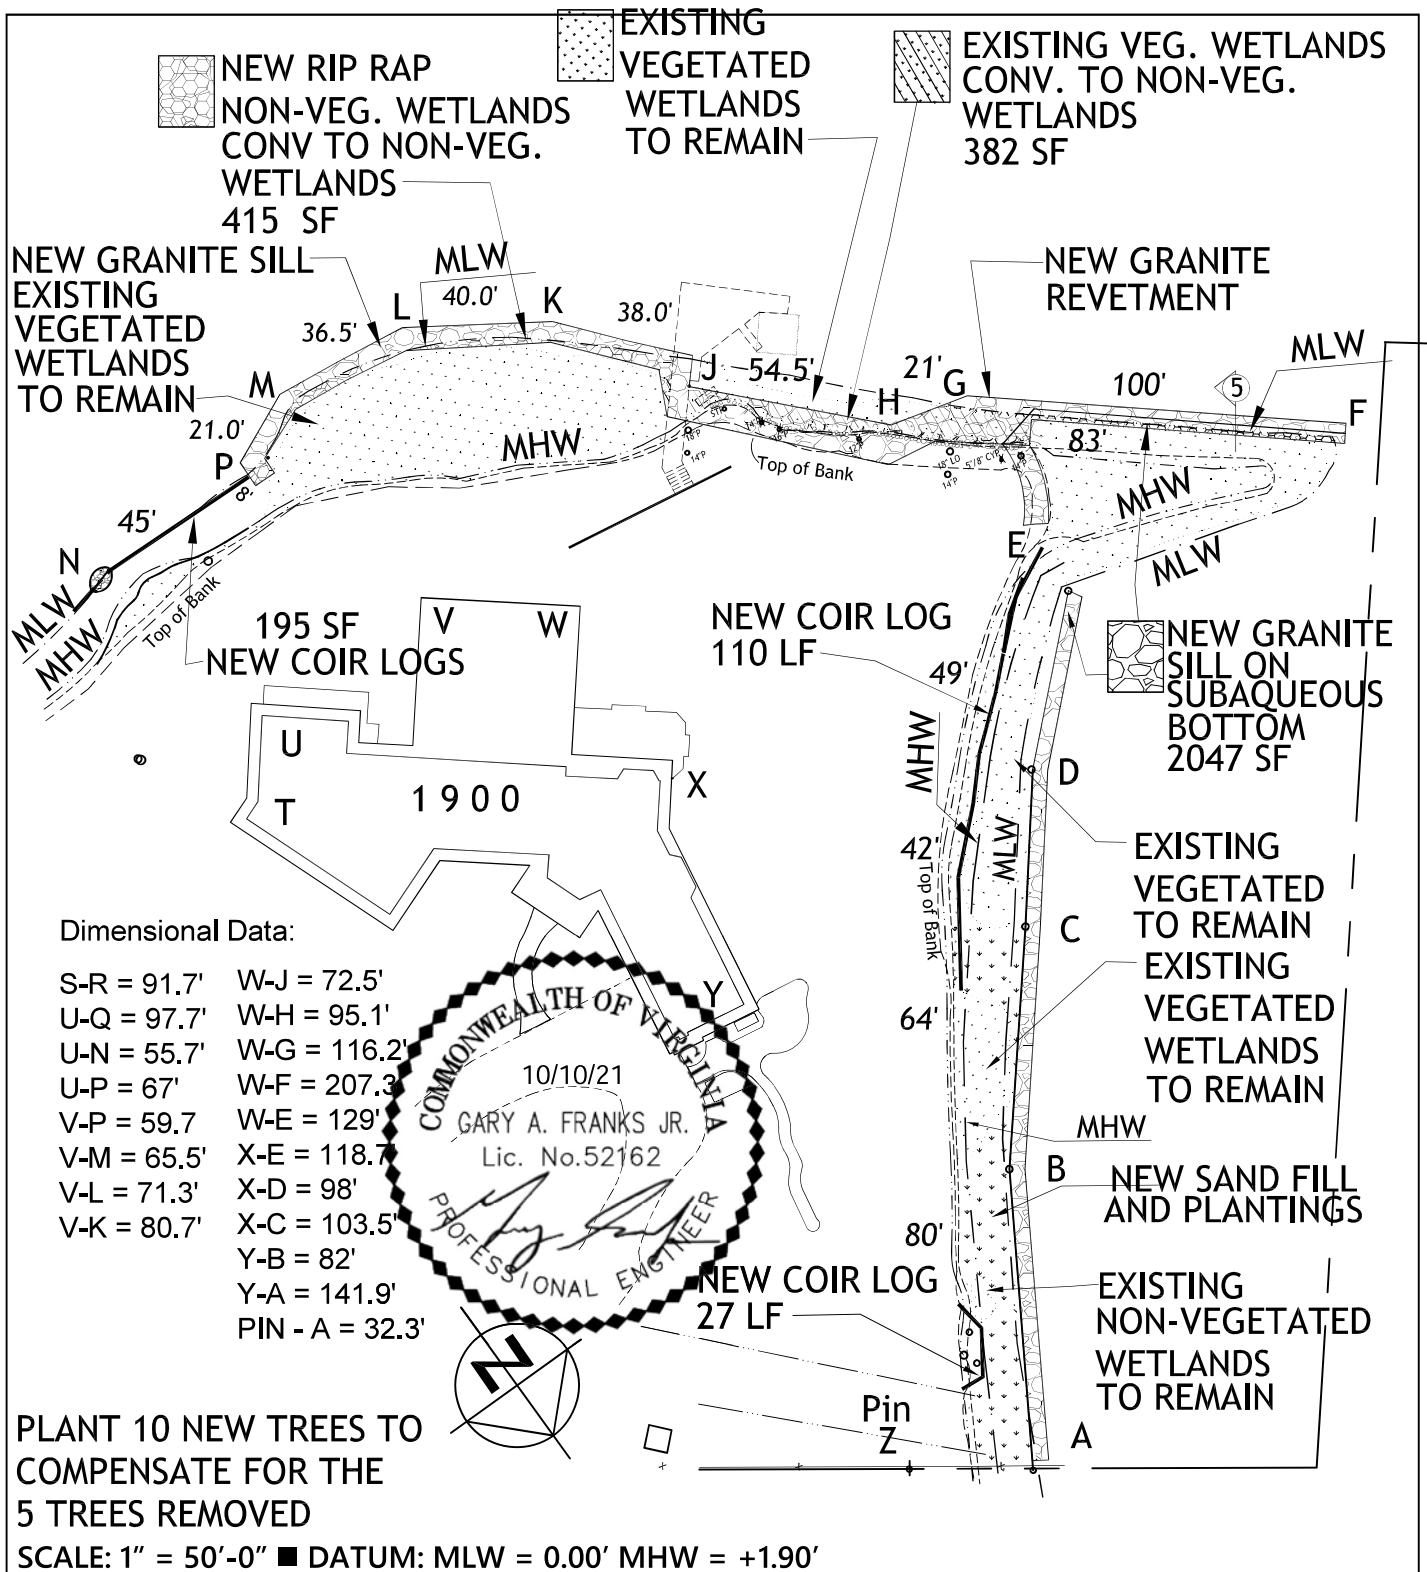 NEW RIP RAP
NON-VEG. WETLANDS
CONV TO NON-VEG.
WETLANDS
415 SF
EXISTING
VEGETATED
WETLANDS
TO REMAIN
EXISTING VEG. WETLANDS
CONV. TO NON-VEG.
WETLANDS
382 SF
NEW GRANITE SILL
EXISTING
VEGETATED
WETLANDS
TO REMAIN
MLW
40.0'
L
K
36.5'
38.0'
M
21.0'
P
8'
45'
N
MLW
MHW
Top of Bank
MHW
J
54.5'
H
21'
G
NEW GRANITE
REVETMENT
100'
5
MLW
F
83'
18"P
14"P
18" LO
14"P
5"/8" CYP
Top of Bank
MHW
MLW
E
195 SF
NEW COIR LOGS
V
W
U
T
1900
X
Y
NEW COIR LOG
110 LF
49'
MHW
42'
Top of Bank
MLW
D
NEW GRANITE
SILL ON
SUBAQUEOUS
BOTTOM
2047 SF
EXISTING
VEGETATED
TO REMAIN
C
EXISTING
VEGETATED
WETLANDS
TO REMAIN
64'
MHW
B
NEW SAND FILL
AND PLANTINGS
80'
NEW COIR LOG
27 LF
EXISTING
NON-VEGETATED
WETLANDS
TO REMAIN
Pin
Z
A
Dimensional Data:
S-R = 91.7'
U-Q = 97.7'
U-N = 55.7'
U-P = 67'
V-P = 59.7
V-M = 65.5'
V-L = 71.3'
V-K = 80.7'
W-J = 72.5'
W-H = 95.1'
W-G = 116.2'
W-F = 207.3
W-E = 129'
X-E = 118.7
X-D = 98'
X-C = 103.5'
Y-B = 82'
Y-A = 141.9'
PIN - A = 32.3'
COMMONWEALTH OF VIRGINIA
10/10/21
GARY A. FRANKS JR.
Lic. No.52162
PROFESSIONAL ENGINEER
N
PLANT 10 NEW TREES TO
COMPENSATE FOR THE
5 TREES REMOVED
SCALE: 1" = 50'-0" ■ DATUM: MLW = 0.00' MHW = +1.90'